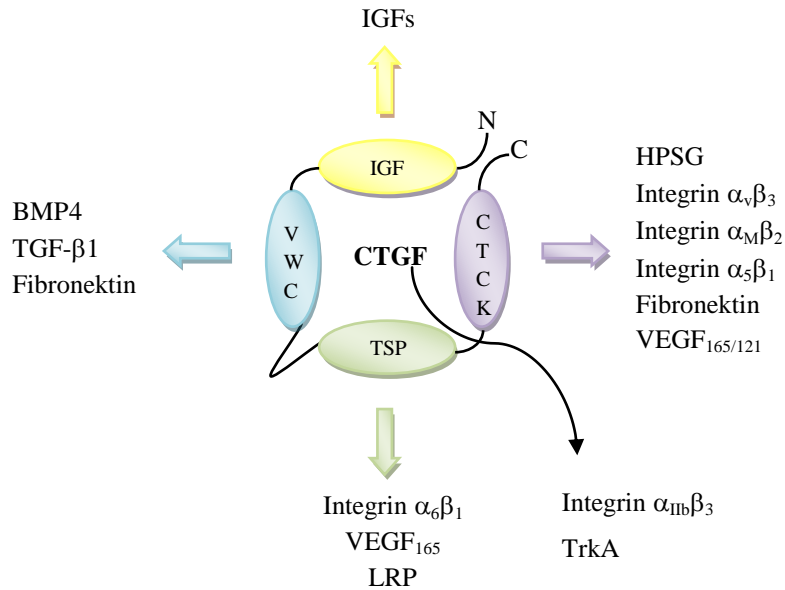 IGFs
N
C
IGF
HPSG
Integrin αvβ3
Integrin αMβ2
Integrin α5β1
Fibronektin
VEGF165/121
BMP4
TGF-β1
Fibronektin
V
W
C
CTGF
C
T
C
K
TSP
Integrin α6β1
VEGF165
LRP
Integrin αIIbβ3
TrkA